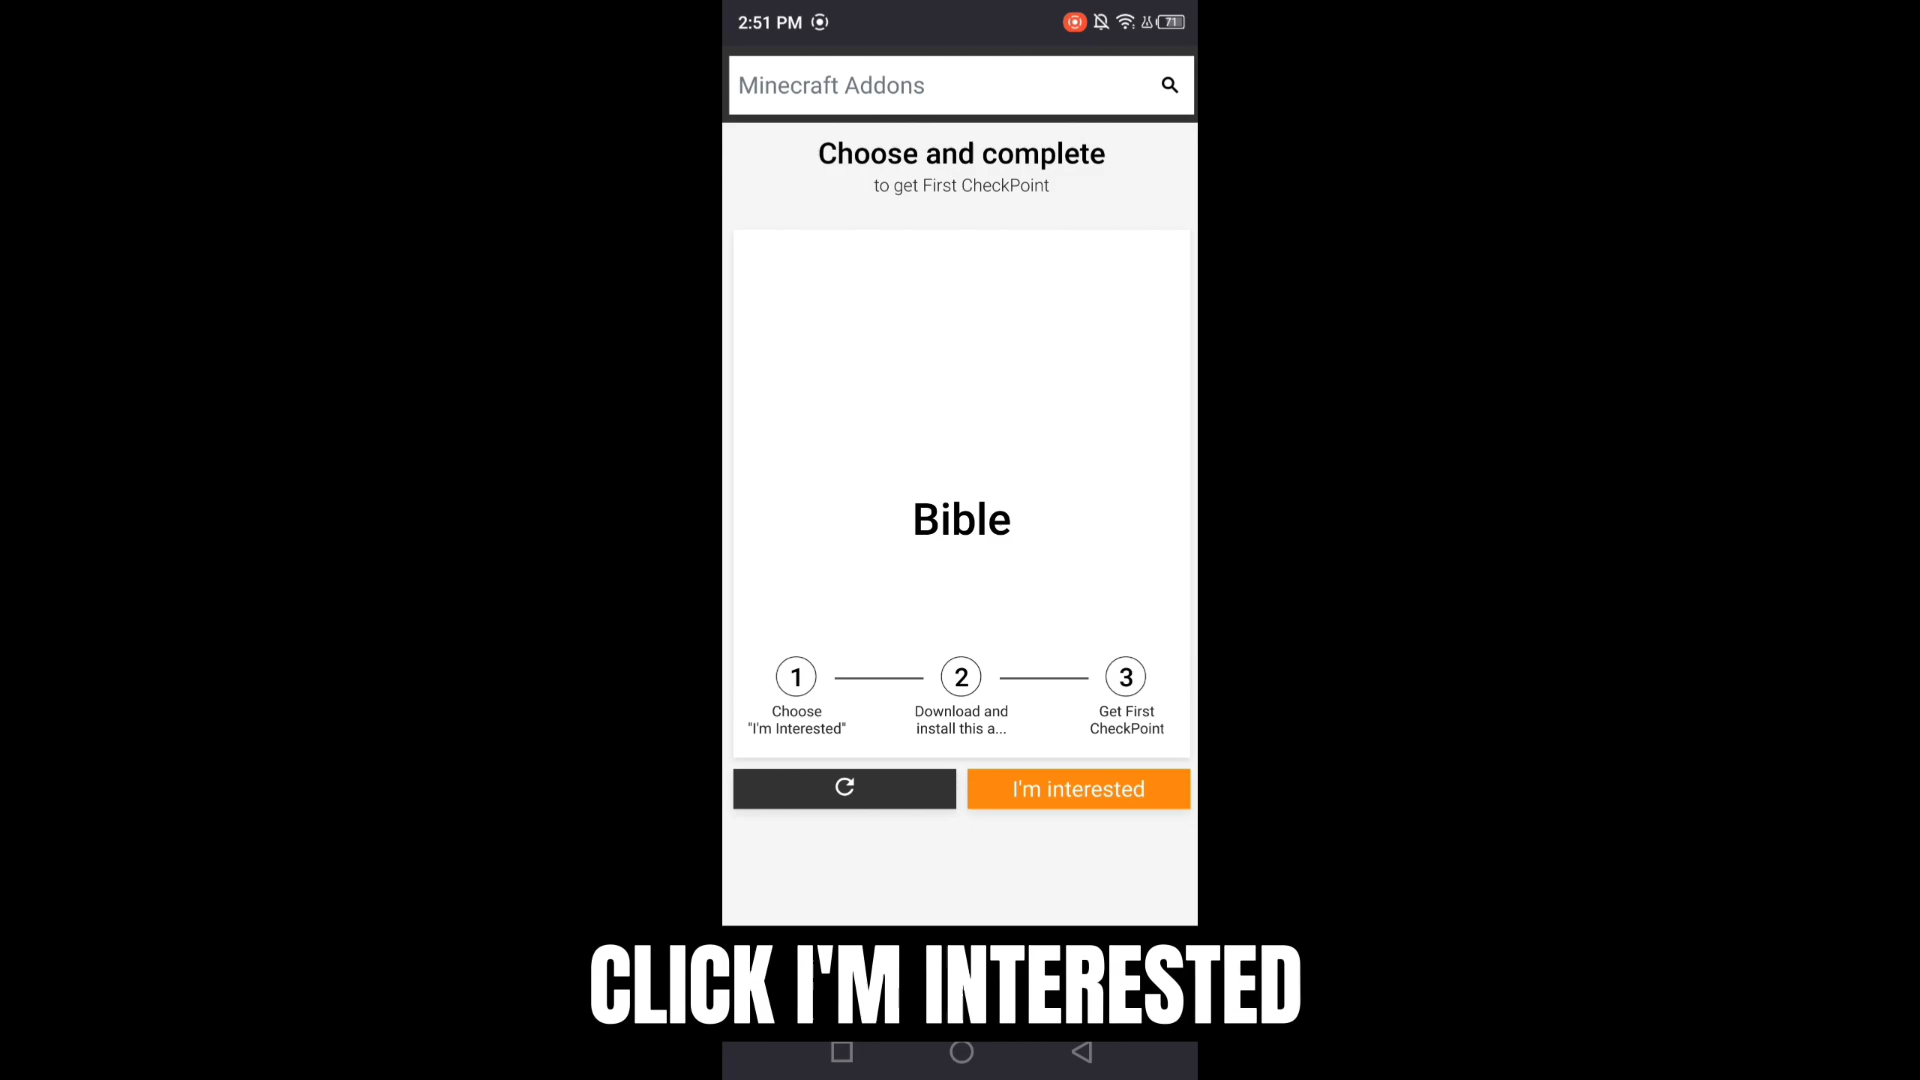 2:51 PM
71
Minecraft Addons
Choose and complete
to get First CheckPoint
Bible
1
2
3
Choose
"I'm Interested"
Download and
install this a...
Get First
CheckPoint
I'm interested
CLICK I'M INTERESTED